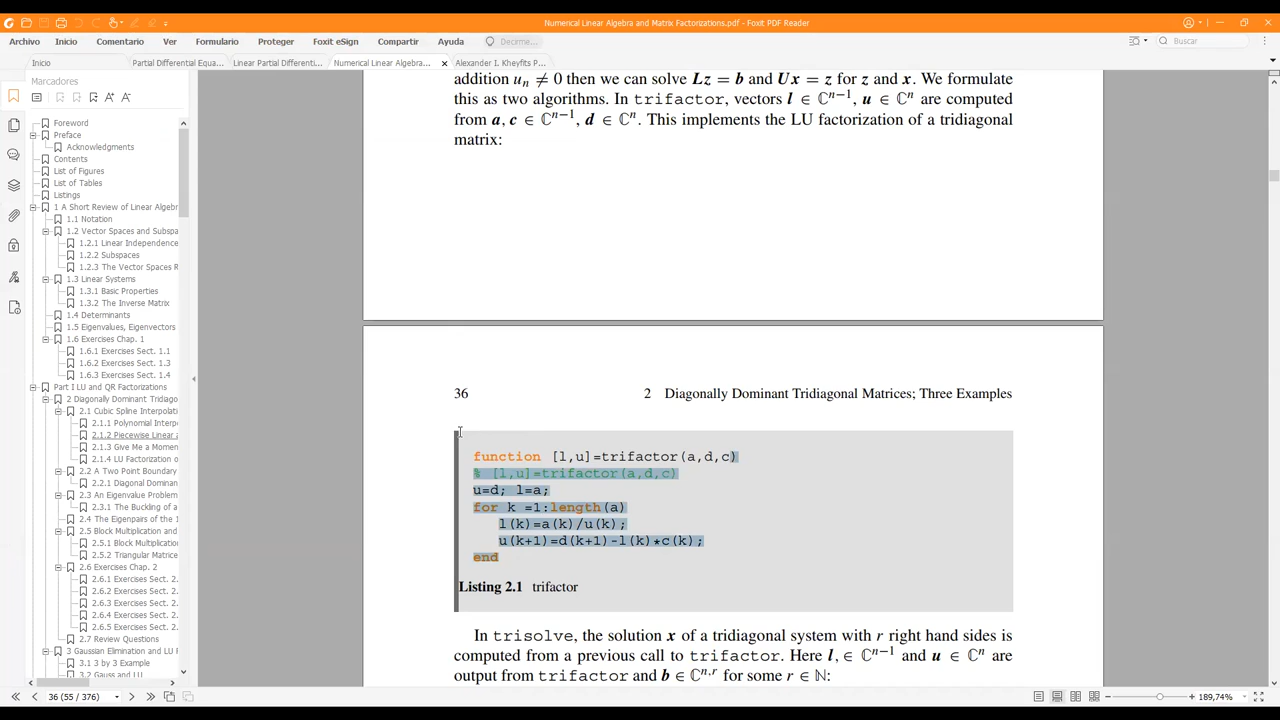 Numerical Linear Algebra and Matrix Factorizations.pdf - Foxit PDF Reader
Archivo Inicio Comentario Ver Formulario Proteger Foxit eSign Compartir Ayuda Decirme... Buscar
Inicio Partial Differential Equa... Linear Partial Differenti... Numerical Linear Algebra... Alexander I. Kheyfits P...
Marcadores
Foreword
Preface
Acknowledgments
Contents
List of Figures
List of Tables
Listings
1 A Short Review of Linear Algebr
1.1 Notation
1.2 Vector Spaces and Subspa
1.2.1 Linear Independence
1.2.2 Subspaces
1.2.3 The Vector Spaces R
1.3 Linear Systems
1.3.1 Basic Properties
1.3.2 The Inverse Matrix
1.4 Determinants
1.5 Eigenvalues, Eigenvectors
1.6 Exercises Chap. 1
1.6.1 Exercises Sect. 1.1
1.6.2 Exercises Sect. 1.3
1.6.3 Exercises Sect. 1.4
Part I LU and QR Factorizations
2 Diagonally Dominant Tridiago
2.1 Cubic Spline Interpolati
2.1.1 Polynomial Interp
2.1.2 Piecewise Linear a
2.1.3 Give Me a Momen
2.1.4 LU Factorization o
2.2 A Two Point Boundary
2.2.1 Diagonal Dominan
2.3 An Eigenvalue Problem
2.3.1 The Buckling of a
2.4 The Eigenpairs of the 1
2.5 Block Multiplication and
2.5.1 Block Multiplicat
2.5.2 Triangular Matrice
2.6 Exercises Chap. 2
2.6.1 Exercises Sect. 2.
2.6.2 Exercises Sect. 2.
2.6.3 Exercises Sect. 2.
2.6.4 Exercises Sect. 2.
2.6.5 Exercises Sect. 2.
2.7 Review Questions
3 Gaussian Elimination and LU F
3.1 3 by 3 Example
3.2 Gauss and LU
addition uₙ ≠ 0 then we can solve Lz = b and Ux = z for z and x. We formulate
this as two algorithms. In trifactor, vectors l ∈ ℂⁿ⁻¹, u ∈ ℂⁿ are computed
from a, c ∈ ℂⁿ⁻¹, d ∈ ℂⁿ. This implements the LU factorization of a tridiagonal
matrix:
36 2 Diagonally Dominant Tridiagonal Matrices; Three Examples
function [l,u]=trifactor(a,d,c)
% [l,u]=trifactor(a,d,c)
u=d; l=a;
for k =1:length(a)
l(k)=a(k)/u(k);
u(k+1)=d(k+1)-l(k)*c(k);
end
Listing 2.1 trifactor
In trisolve, the solution x of a tridiagonal system with r right hand sides is
computed from a previous call to trifactor. Here l, ∈ ℂⁿ⁻¹ and u ∈ ℂⁿ are
output from trifactor and b ∈ ℂⁿ,ʳ for some r ∈ ℕ:
36 (55 / 376) 189,74%